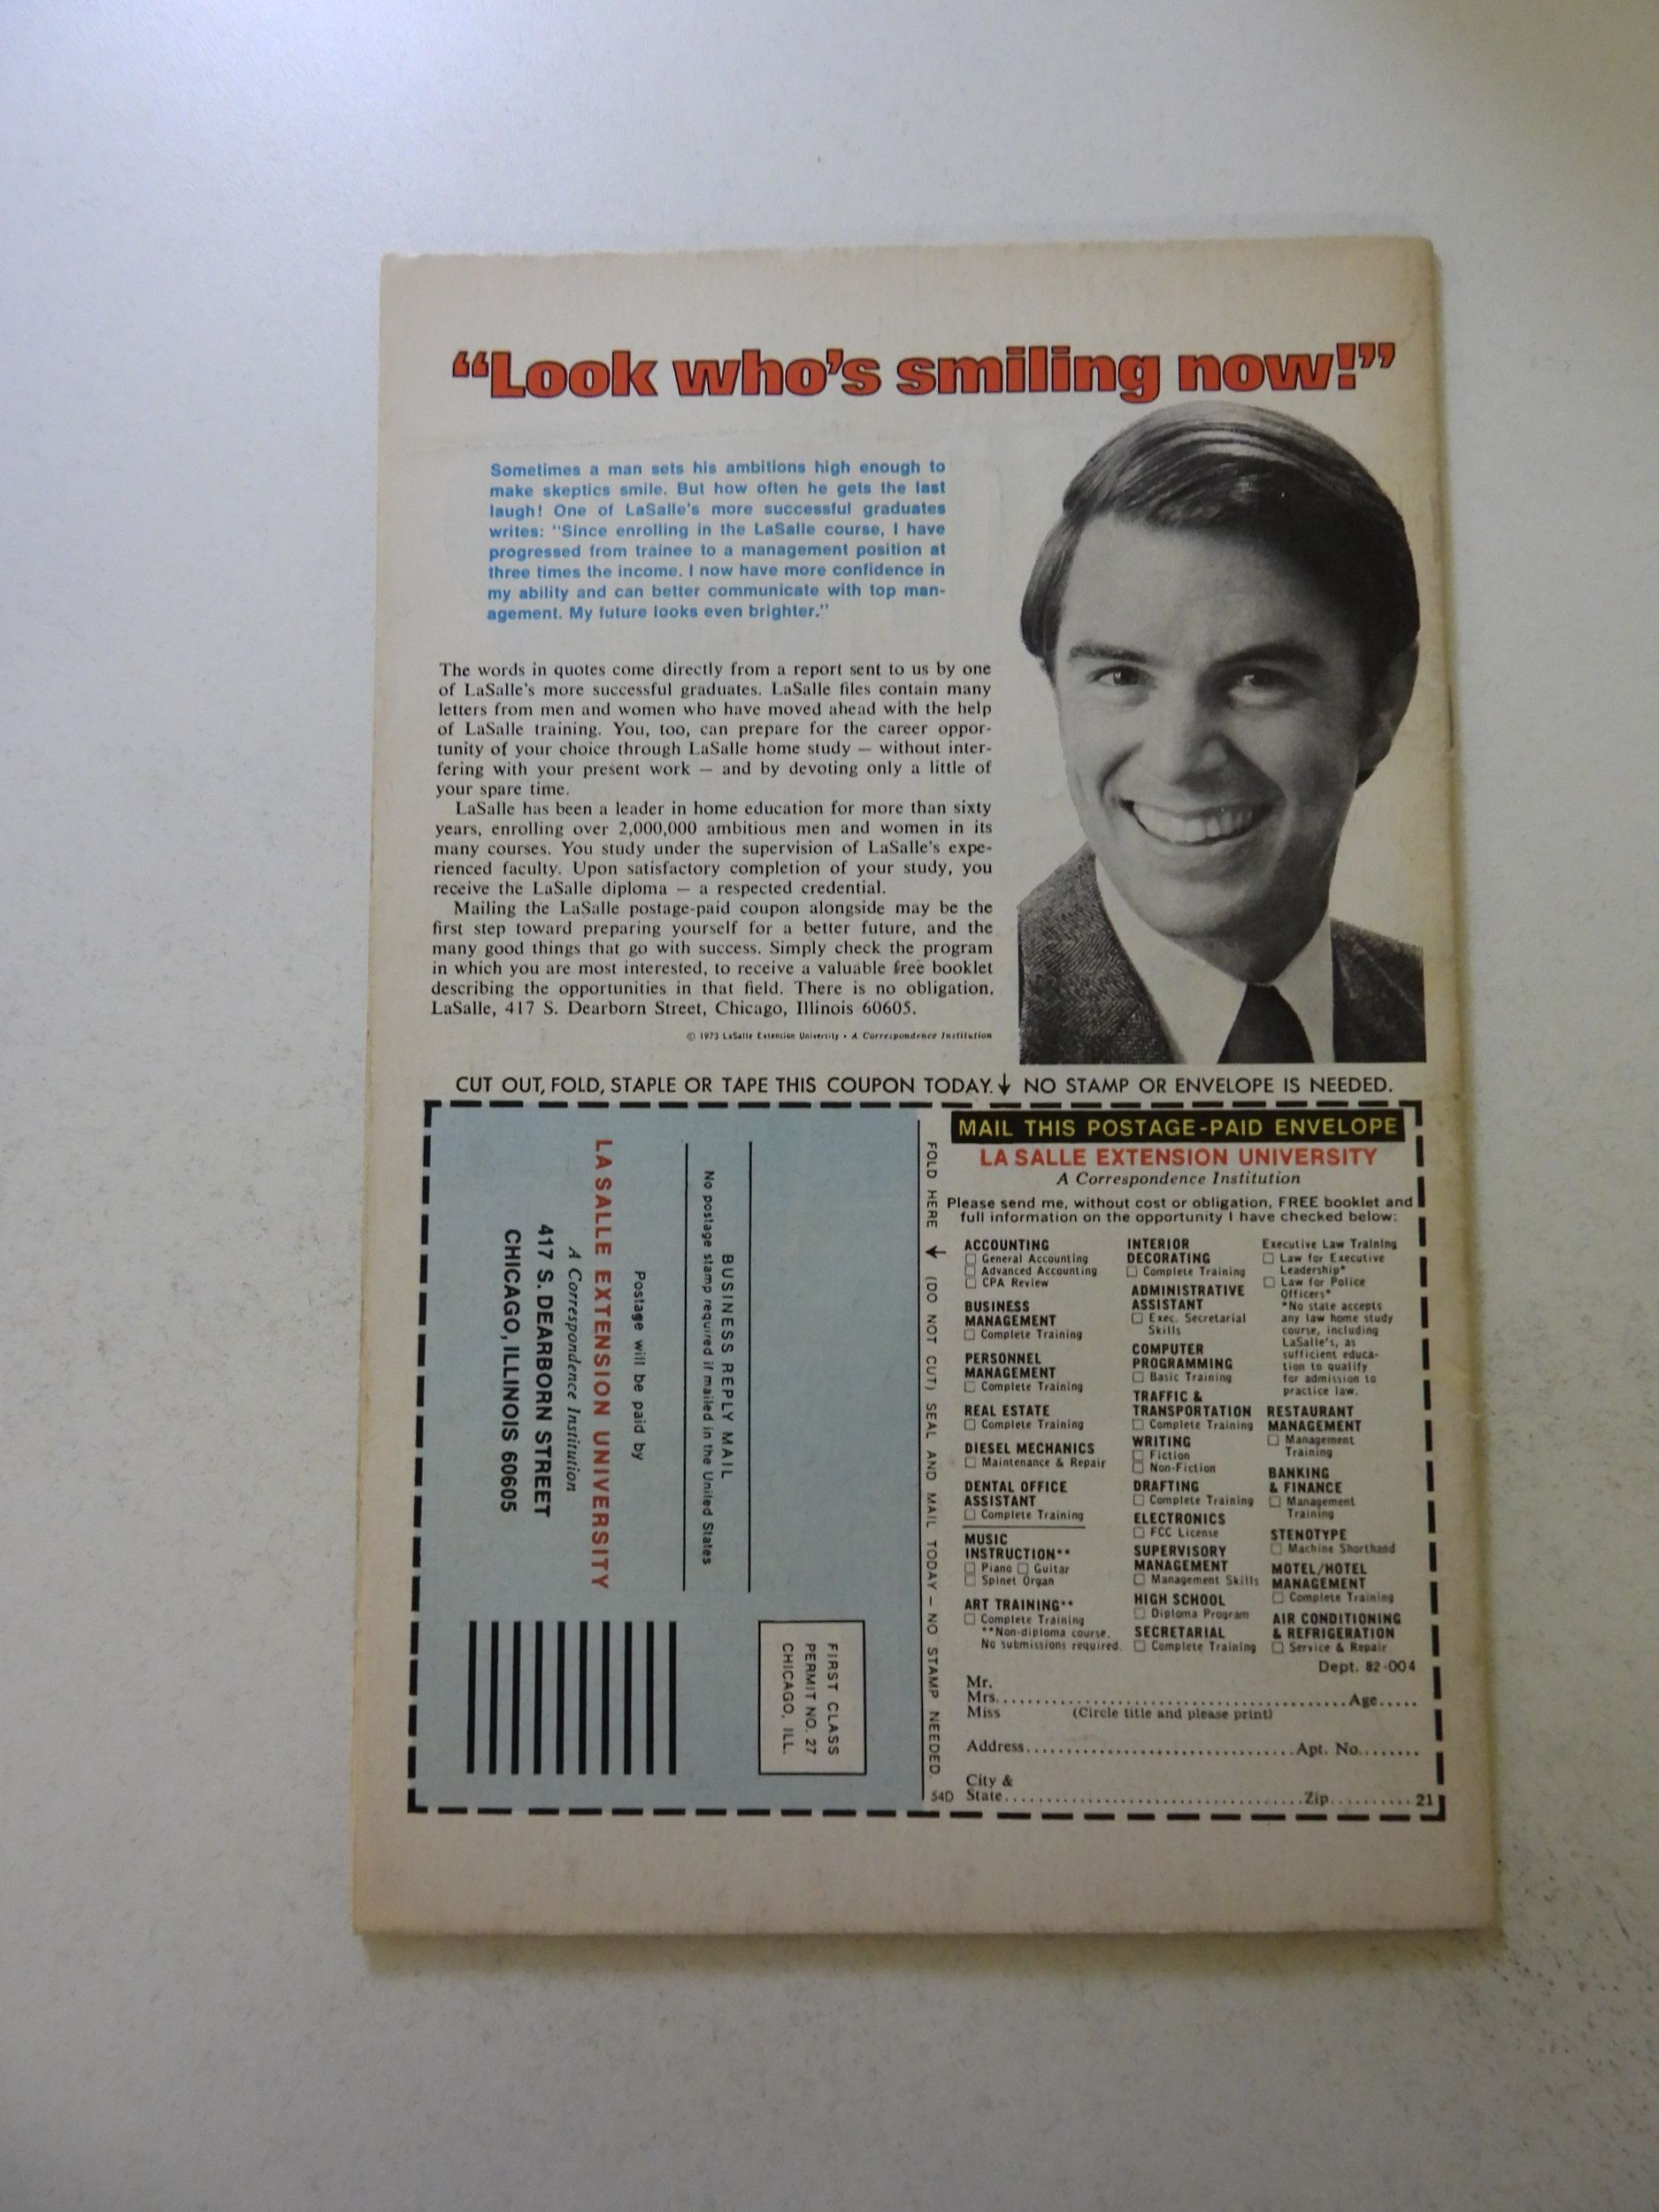 “Look who’s smiling now!”
Sometimes a man sets his ambitions high enough to
make skeptics smile. But how often he gets the last
laugh! One of LaSalle's more successful graduates
writes: "Since enrolling in the LaSalle course, I have
progressed from trainee to a management position at
three times the income. I now have more confidence in
my ability and can better communicate with top man-
agement. My future looks even brighter."
The words in quotes come directly from a report sent to us by one
of LaSalle's more successful graduates. LaSalle files contain many
letters from men and women who have moved ahead with the help
of LaSalle training. You, too, can prepare for the career oppor-
tunity of your choice through LaSalle home study — without inter-
fering with your present work — and by devoting only a little of
your spare time.
LaSalle has been a leader in home education for more than sixty
years, enrolling over 2,000,000 ambitious men and women in its
many courses. You study under the supervision of LaSalle's expe-
rienced faculty. Upon satisfactory completion of your study, you
receive the LaSalle diploma — a respected credential.
Mailing the LaSalle postage-paid coupon alongside may be the
first step toward preparing yourself for a better future, and the
many good things that go with success. Simply check the program
in which you are most interested, to receive a valuable free booklet
describing the opportunities in that field. There is no obligation.
LaSalle, 417 S. Dearborn Street, Chicago, Illinois 60605.
© 1973 LaSalle Extension University • A Correspondence Institution
CUT OUT, FOLD, STAPLE OR TAPE THIS COUPON TODAY.↓ NO STAMP OR ENVELOPE IS NEEDED.
FIRST CLASS
PERMIT NO. 27
CHICAGO, ILL.
BUSINESS REPLY MAIL
No postage stamp required if mailed in the United States
Postage will be paid by
LA SALLE EXTENSION UNIVERSITY
A Correspondence Institution
417 S. DEARBORN STREET
CHICAGO, ILLINOIS 60605
FOLD HERE ↓ (DO NOT CUT) SEAL AND MAIL TODAY – NO STAMP NEEDED.
54D
MAIL THIS POSTAGE-PAID ENVELOPE
LA SALLE EXTENSION UNIVERSITY
A Correspondence Institution
Please send me, without cost or obligation, FREE booklet and
full information on the opportunity I have checked below:
ACCOUNTING
☐ General Accounting
☐ Advanced Accounting
☐ CPA Review
BUSINESS
MANAGEMENT
☐ Complete Training
PERSONNEL
MANAGEMENT
☐ Complete Training
REAL ESTATE
☐ Complete Training
DIESEL MECHANICS
☐ Maintenance & Repair
DENTAL OFFICE
ASSISTANT
☐ Complete Training
MUSIC
INSTRUCTION**
☐ Piano ☐ Guitar
☐ Spinet Organ
ART TRAINING**
☐ Complete Training
**Non-diploma course.
No submissions required.
INTERIOR
DECORATING
☐ Complete Training
ADMINISTRATIVE
ASSISTANT
☐ Exec. Secretarial
Skills
COMPUTER
PROGRAMMING
☐ Basic Training
TRAFFIC &
TRANSPORTATION
☐ Complete Training
WRITING
☐ Fiction
☐ Non-Fiction
DRAFTING
☐ Complete Training
ELECTRONICS
☐ FCC License
SUPERVISORY
MANAGEMENT
☐ Management Skills
HIGH SCHOOL
☐ Diploma Program
SECRETARIAL
☐ Complete Training
Executive Law Training
☐ Law for Executive
Leadership*
☐ Law for Police
Officers*
*No state accepts
any law home study
course, including
LaSalle's, as
sufficient educa-
tion to qualify
for admission to
practice law.
RESTAURANT
MANAGEMENT
☐ Management
Training
BANKING
& FINANCE
☐ Management
Training
STENOTYPE
☐ Machine Shorthand
MOTEL/HOTEL
MANAGEMENT
☐ Complete Training
AIR CONDITIONING
& REFRIGERATION
☐ Service & Repair
Dept. 82-004
Mr.
Mrs..........................................Age.....
Miss (Circle title and please print)
Address..................................Apt. No........
City &
State.....................................Zip..........21